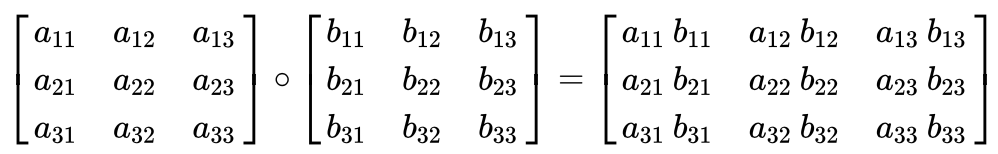 [ a₁₁ a₁₂ a₁₃ ] [ b₁₁ b₁₂ b₁₃ ] [ a₁₁ b₁₁ a₁₂ b₁₂ a₁₃ b₁₃ ]
[ a₂₁ a₂₂ a₂₃ ] ∘ [ b₂₁ b₂₂ b₂₃ ] = [ a₂₁ b₂₁ a₂₂ b₂₂ a₂₃ b₂₃ ]
[ a₃₁ a₃₂ a₃₃ ] [ b₃₁ b₃₂ b₃₃ ] [ a₃₁ b₃₁ a₃₂ b₃₂ a₃₃ b₃₃ ]